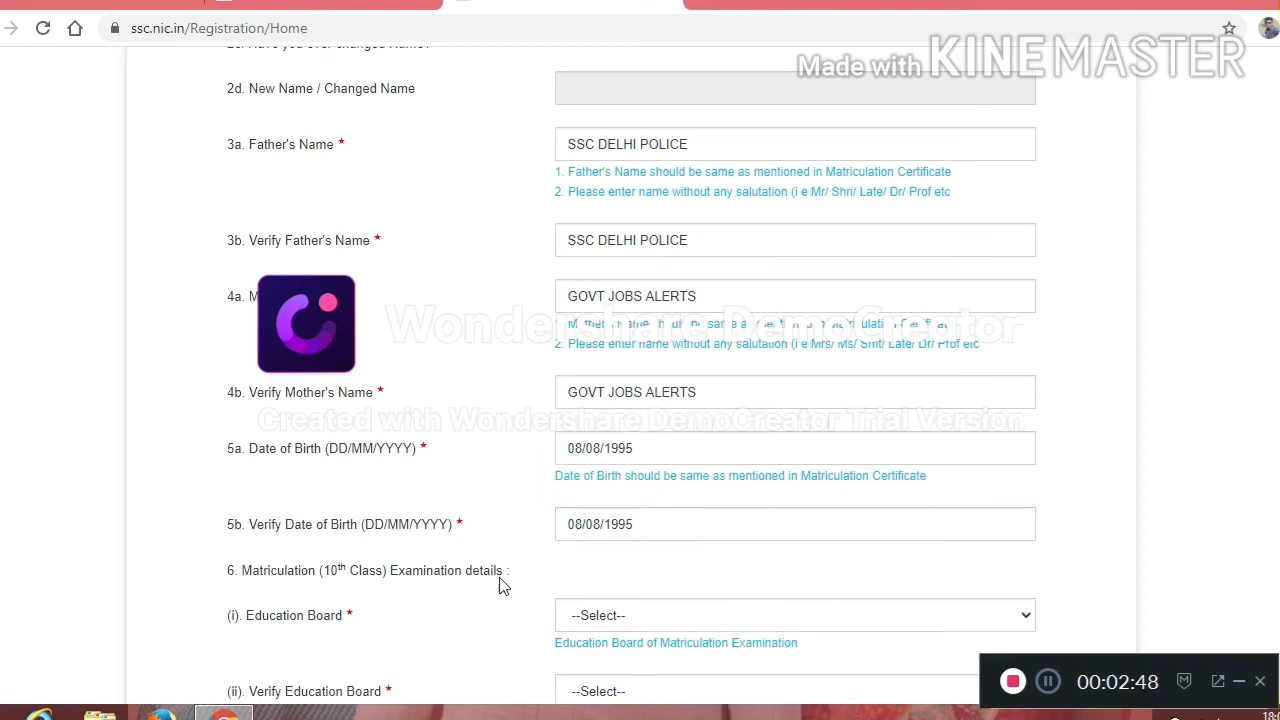 ssc.nic.in/Registration/Home
Made with KINEMASTER
2d. New Name / Changed Name
3a. Father's Name *
SSC DELHI POLICE
1. Father's Name should be same as mentioned in Matriculation Certificate
2. Please enter name without any salutation (i e Mr/ Shri/ Late/ Dr/ Prof etc
3b. Verify Father's Name *
SSC DELHI POLICE
4a.
GOVT JOBS ALERTS
Wondershare DemoCreator
2. Please enter name without any salutation (i e Mrs/ Ms/ Smt/ Late/ Dr/ Prof etc
4b. Verify Mother's Name *
GOVT JOBS ALERTS
Created with Wondershare DemoCreator Trial Version
5a. Date of Birth (DD/MM/YYYY) *
08/08/1995
Date of Birth should be same as mentioned in Matriculation Certificate
5b. Verify Date of Birth (DD/MM/YYYY) *
08/08/1995
6. Matriculation (10th Class) Examination details :
(i). Education Board *
--Select--
Education Board of Matriculation Examination
(ii). Verify Education Board *
--Select--
00:02:48